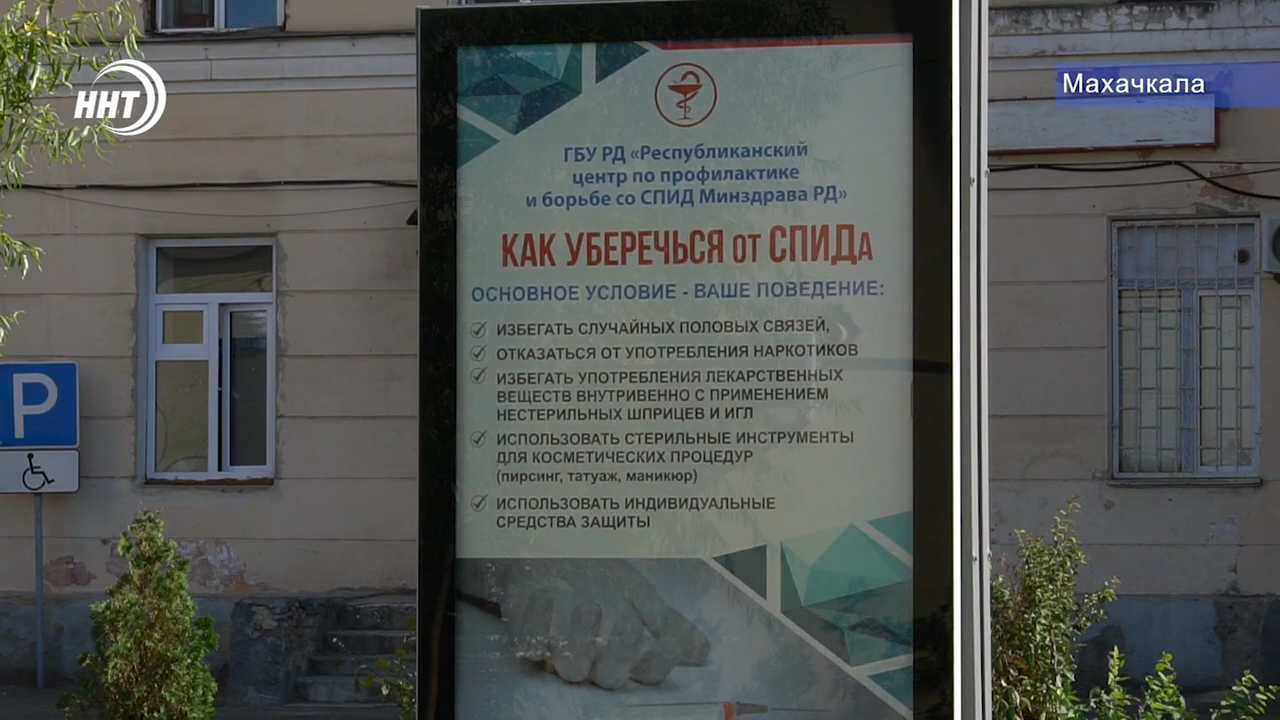 ННТ
Махачкала
ГБУ РД «Республиканский
центр по профилактике
и борьбе со СПИД Минздрава РД»
КАК УБЕРЕЧЬСЯ от СПИДа
ОСНОВНОЕ УСЛОВИЕ - ВАШЕ ПОВЕДЕНИЕ:
ИЗБЕГАТЬ СЛУЧАЙНЫХ ПОЛОВЫХ СВЯЗЕЙ,
ОТКАЗАТЬСЯ ОТ УПОТРЕБЛЕНИЯ НАРКОТИКОВ
ИЗБЕГАТЬ УПОТРЕБЛЕНИЯ ЛЕКАРСТВЕННЫХ
ВЕЩЕСТВ ВНУТРИВЕННО С ПРИМЕНЕНИЕМ
НЕСТЕРИЛЬНЫХ ШПРИЦЕВ И ИГЛ
ИСПОЛЬЗОВАТЬ СТЕРИЛЬНЫЕ ИНСТРУМЕНТЫ
ДЛЯ КОСМЕТИЧЕСКИХ ПРОЦЕДУР
(пирсинг, татуаж, маникюр)
ИСПОЛЬЗОВАТЬ ИНДИВИДУАЛЬНЫЕ
СРЕДСТВА ЗАЩИТЫ
P